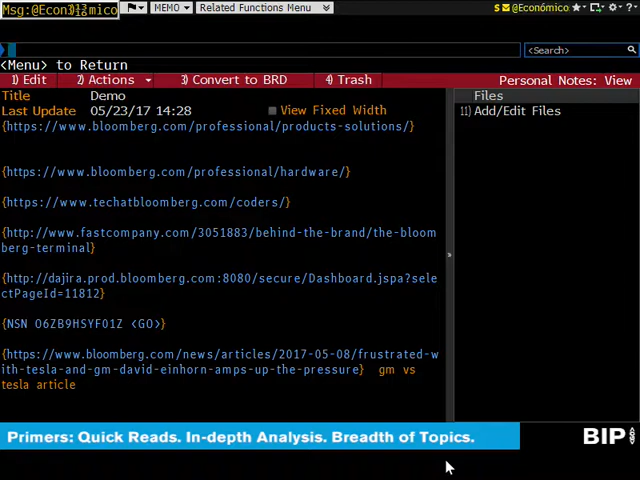 Msg:@Económico
MEMO
Related Functions Menu
@Económico
<Search>
<Menu> to Return
1) Edit 2) Actions 3) Convert to BRD 4) Trash Personal Notes: View
Title Demo
Last Update 05/23/17 14:28 View Fixed Width
{https://www.bloomberg.com/professional/products-solutions/}
{https://www.bloomberg.com/professional/hardware/}
{https://www.techatbloomberg.com/coders/}
{http://www.fastcompany.com/3051883/behind-the-brand/the-bloom
berg-terminal}
{http://dajira.prod.bloomberg.com:8080/secure/Dashboard.jspa?sele
ctPageId=11812}
{NSN O6ZB9HSYF01Z <GO>}
{https://www.bloomberg.com/news/articles/2017-05-08/frustrated-w
ith-tesla-and-gm-david-einhorn-amps-up-the-pressure} gm vs
tesla article
Files
11) Add/Edit Files
Primers: Quick Reads. In-depth Analysis. Breadth of Topics.
BIP